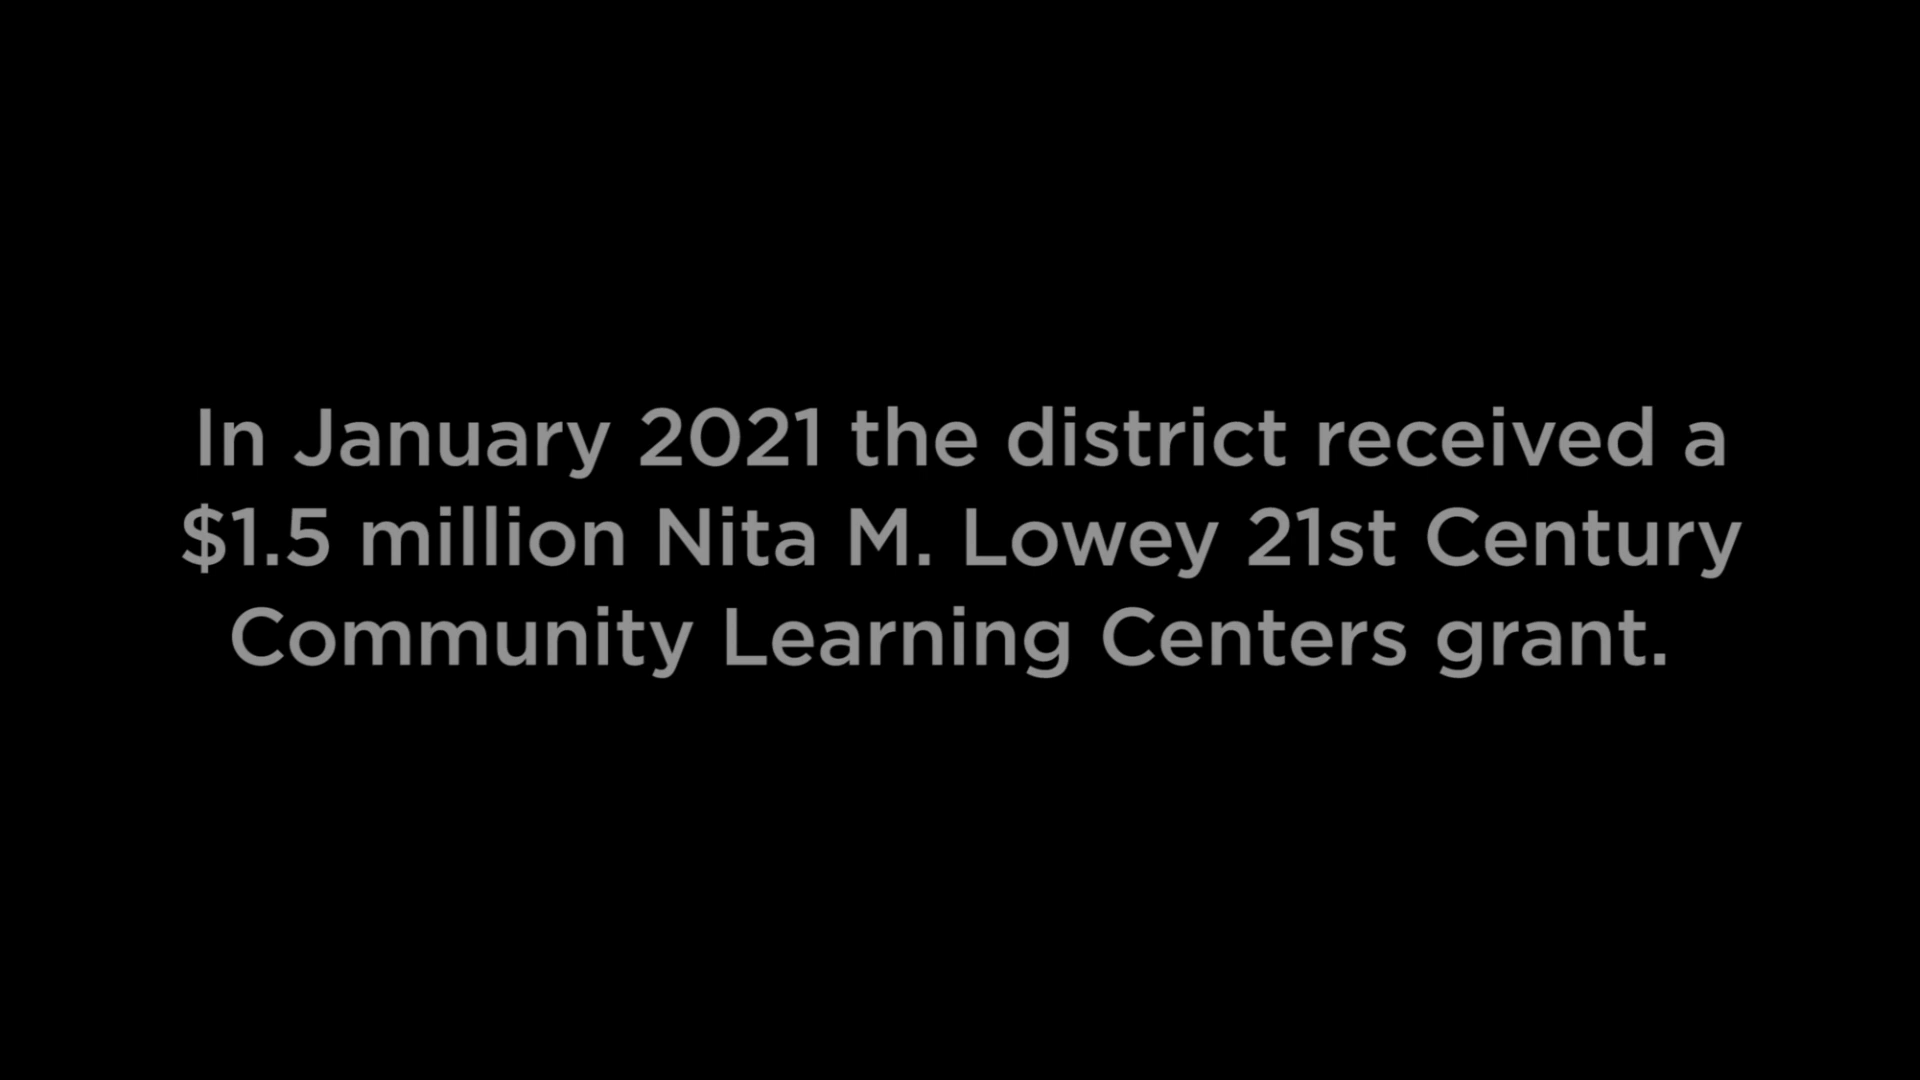 In January 2021 the district received a
$1.5 million Nita M. Lowey 21st Century
Community Learning Centers grant.